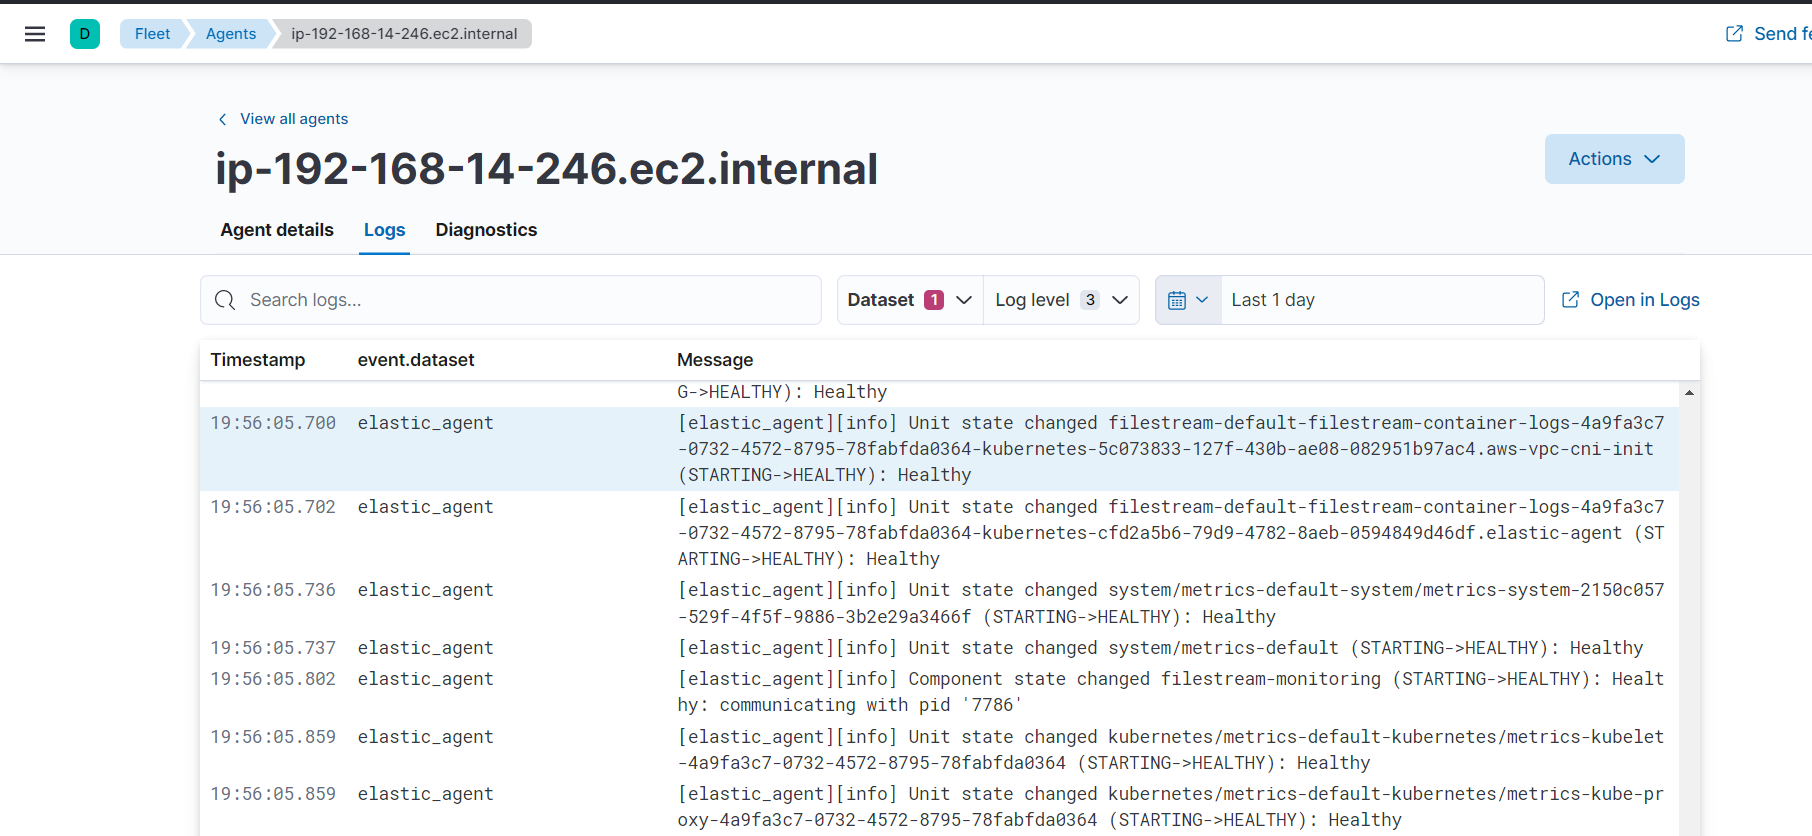 D Fleet Agents ip-192-168-14-246.ec2.internal Send fe
View all agents
ip-192-168-14-246.ec2.internal
Actions
Agent details Logs Diagnostics
Search logs... Dataset 1 Log level 3 Last 1 day Open in Logs
Timestamp event.dataset Message
G->HEALTHY): Healthy
19:56:05.700 elastic_agent [elastic_agent][info] Unit state changed filestream-default-filestream-container-logs-4a9fa3c7
-0732-4572-8795-78fabfda0364-kubernetes-5c073833-127f-430b-ae08-082951b97ac4.aws-vpc-cni-init
(STARTING->HEALTHY): Healthy
19:56:05.702 elastic_agent [elastic_agent][info] Unit state changed filestream-default-filestream-container-logs-4a9fa3c7
-0732-4572-8795-78fabfda0364-kubernetes-cfd2a5b6-79d9-4782-8aeb-0594849d46df.elastic-agent (ST
ARTING->HEALTHY): Healthy
19:56:05.736 elastic_agent [elastic_agent][info] Unit state changed system/metrics-default-system/metrics-system-2150c057
-529f-4f5f-9886-3b2e29a3466f (STARTING->HEALTHY): Healthy
19:56:05.737 elastic_agent [elastic_agent][info] Unit state changed system/metrics-default (STARTING->HEALTHY): Healthy
19:56:05.802 elastic_agent [elastic_agent][info] Component state changed filestream-monitoring (STARTING->HEALTHY): Healt
hy: communicating with pid '7786'
19:56:05.859 elastic_agent [elastic_agent][info] Unit state changed kubernetes/metrics-default-kubernetes/metrics-kubelet
-4a9fa3c7-0732-4572-8795-78fabfda0364 (STARTING->HEALTHY): Healthy
19:56:05.859 elastic_agent [elastic_agent][info] Unit state changed kubernetes/metrics-default-kubernetes/metrics-kube-pr
oxy-4a9fa3c7-0732-4572-8795-78fabfda0364 (STARTING->HEALTHY): Healthy